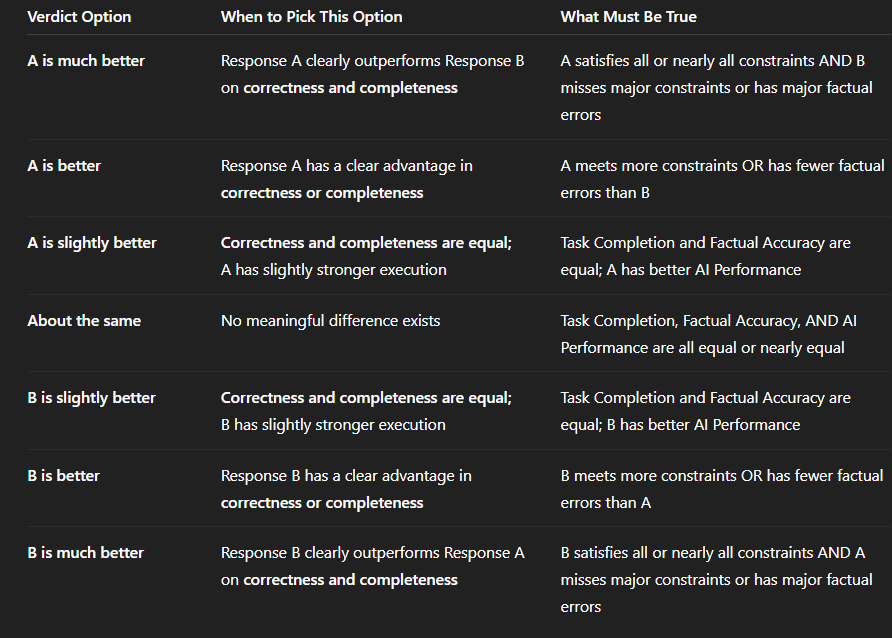 Verdict Option When to Pick This Option What Must Be True
A is much better Response A clearly outperforms Response B A satisfies all or nearly all constraints AND B
on correctness and completeness misses major constraints or has major factual
errors
A is better Response A has a clear advantage in A meets more constraints OR has fewer factual
correctness or completeness errors than B
A is slightly better Correctness and completeness are equal; Task Completion and Factual Accuracy are
A has slightly stronger execution equal; A has better AI Performance
About the same No meaningful difference exists Task Completion, Factual Accuracy, AND AI
Performance are all equal or nearly equal
B is slightly better Correctness and completeness are equal; Task Completion and Factual Accuracy are
B has slightly stronger execution equal; B has better AI Performance
B is better Response B has a clear advantage in B meets more constraints OR has fewer factual
correctness or completeness errors than A
B is much better Response B clearly outperforms Response A B satisfies all or nearly all constraints AND A
on correctness and completeness misses major constraints or has major factual
errors